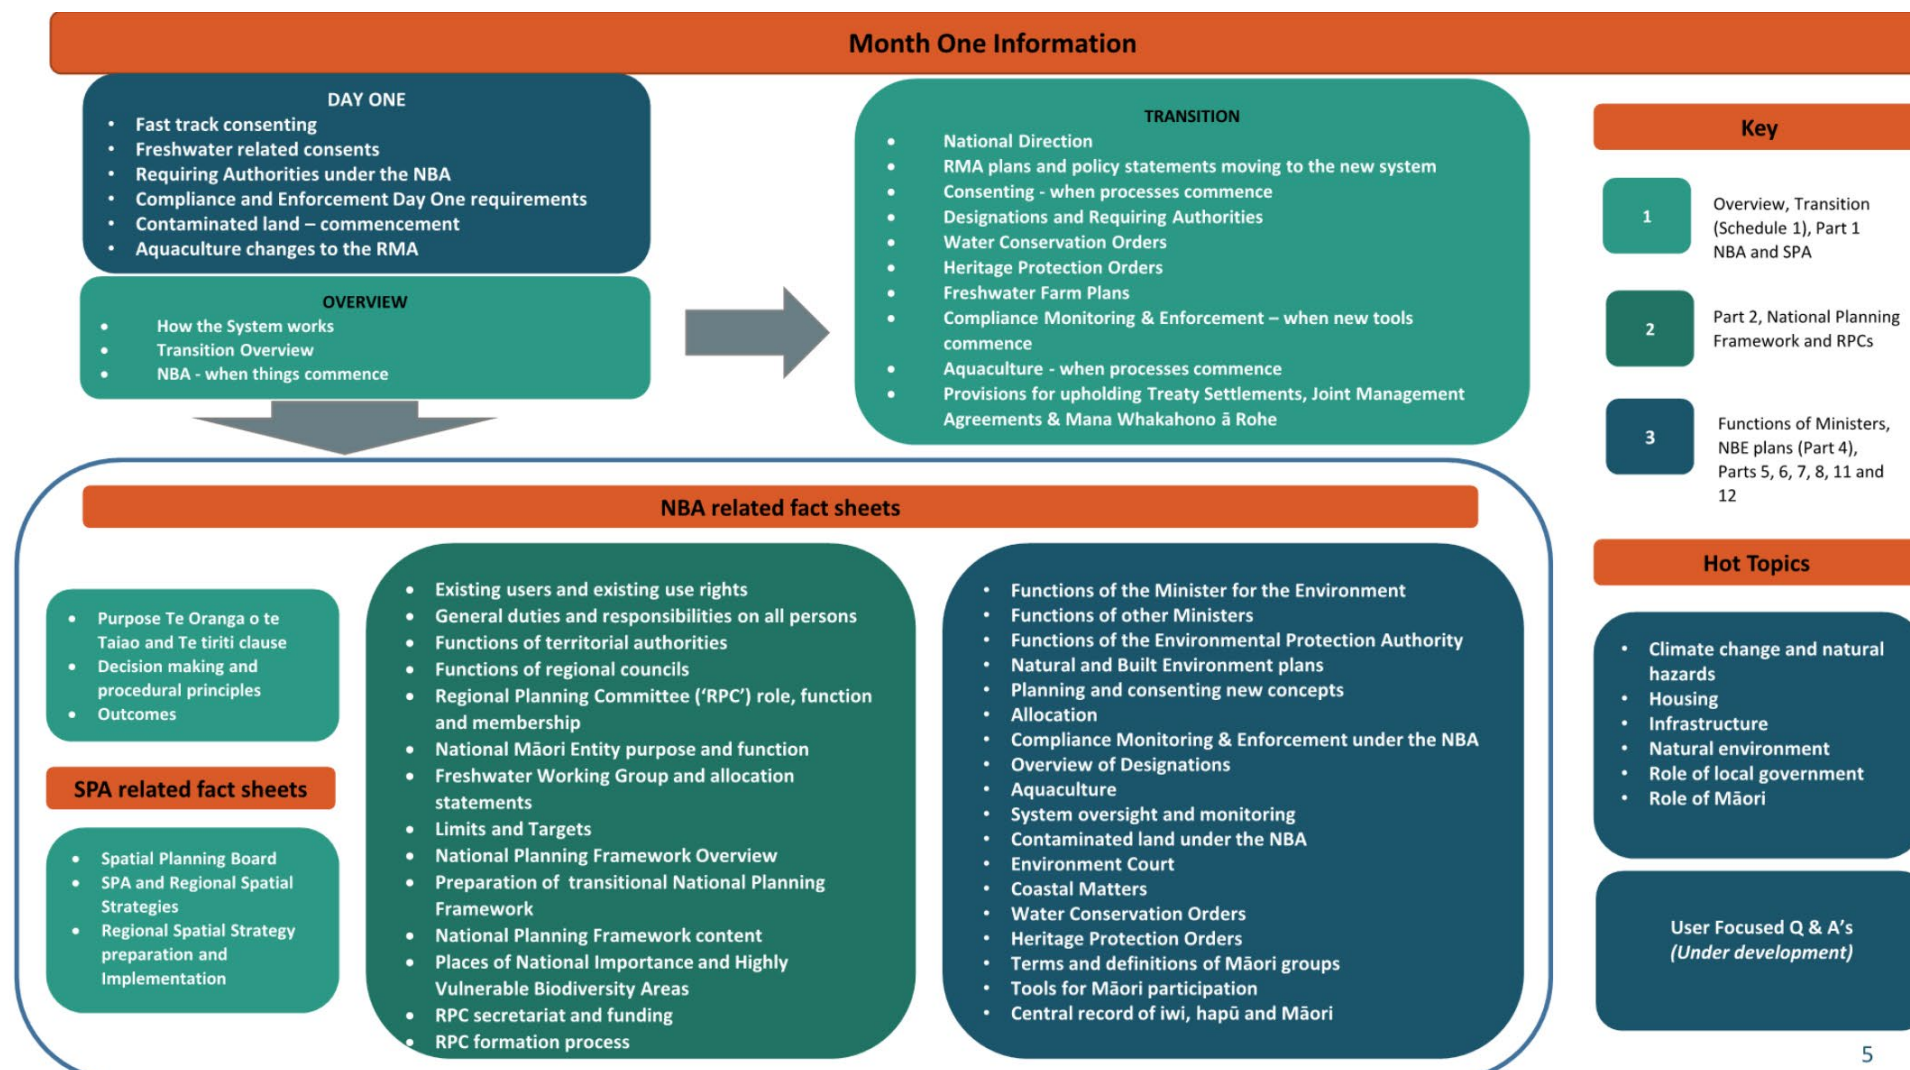 Month One Information
DAY ONE
• Fast track consenting
• Freshwater related consents
• Requiring Authorities under the NBA
• Compliance and Enforcement Day One requirements
• Contaminated land – commencement
• Aquaculture changes to the RMA
OVERVIEW
• How the System works
• Transition Overview
• NBA - when things commence
TRANSITION
• National Direction
• RMA plans and policy statements moving to the new system
• Consenting - when processes commence
• Designations and Requiring Authorities
• Water Conservation Orders
• Heritage Protection Orders
• Freshwater Farm Plans
• Compliance Monitoring & Enforcement – when new tools
commence
• Aquaculture - when processes commence
• Provisions for upholding Treaty Settlements, Joint Management
Agreements & Mana Whakahono ā Rohe
Key
1
Overview, Transition
(Schedule 1), Part 1
NBA and SPA
2
Part 2, National Planning
Framework and RPCs
3
Functions of Ministers,
NBE plans (Part 4),
Parts 5, 6, 7, 8, 11 and
12
NBA related fact sheets
• Purpose Te Oranga o te
Taiao and Te tiriti clause
• Decision making and
procedural principles
• Outcomes
SPA related fact sheets
• Spatial Planning Board
• SPA and Regional Spatial
Strategies
• Regional Spatial Strategy
preparation and
Implementation
• Existing users and existing use rights
• General duties and responsibilities on all persons
• Functions of territorial authorities
• Functions of regional councils
• Regional Planning Committee (‘RPC’) role, function
and membership
• National Māori Entity purpose and function
• Freshwater Working Group and allocation
statements
• Limits and Targets
• National Planning Framework Overview
• Preparation of transitional National Planning
Framework
• National Planning Framework content
• Places of National Importance and Highly
Vulnerable Biodiversity Areas
• RPC secretariat and funding
• RPC formation process
• Functions of the Minister for the Environment
• Functions of other Ministers
• Functions of the Environmental Protection Authority
• Natural and Built Environment plans
• Planning and consenting new concepts
• Allocation
• Compliance Monitoring & Enforcement under the NBA
• Overview of Designations
• Aquaculture
• System oversight and monitoring
• Contaminated land under the NBA
• Environment Court
• Coastal Matters
• Water Conservation Orders
• Heritage Protection Orders
• Terms and definitions of Māori groups
• Tools for Māori participation
• Central record of iwi, hapū and Māori
Hot Topics
• Climate change and natural
hazards
• Housing
• Infrastructure
• Natural environment
• Role of local government
• Role of Māori
User Focused Q & A’s
(Under development)
5